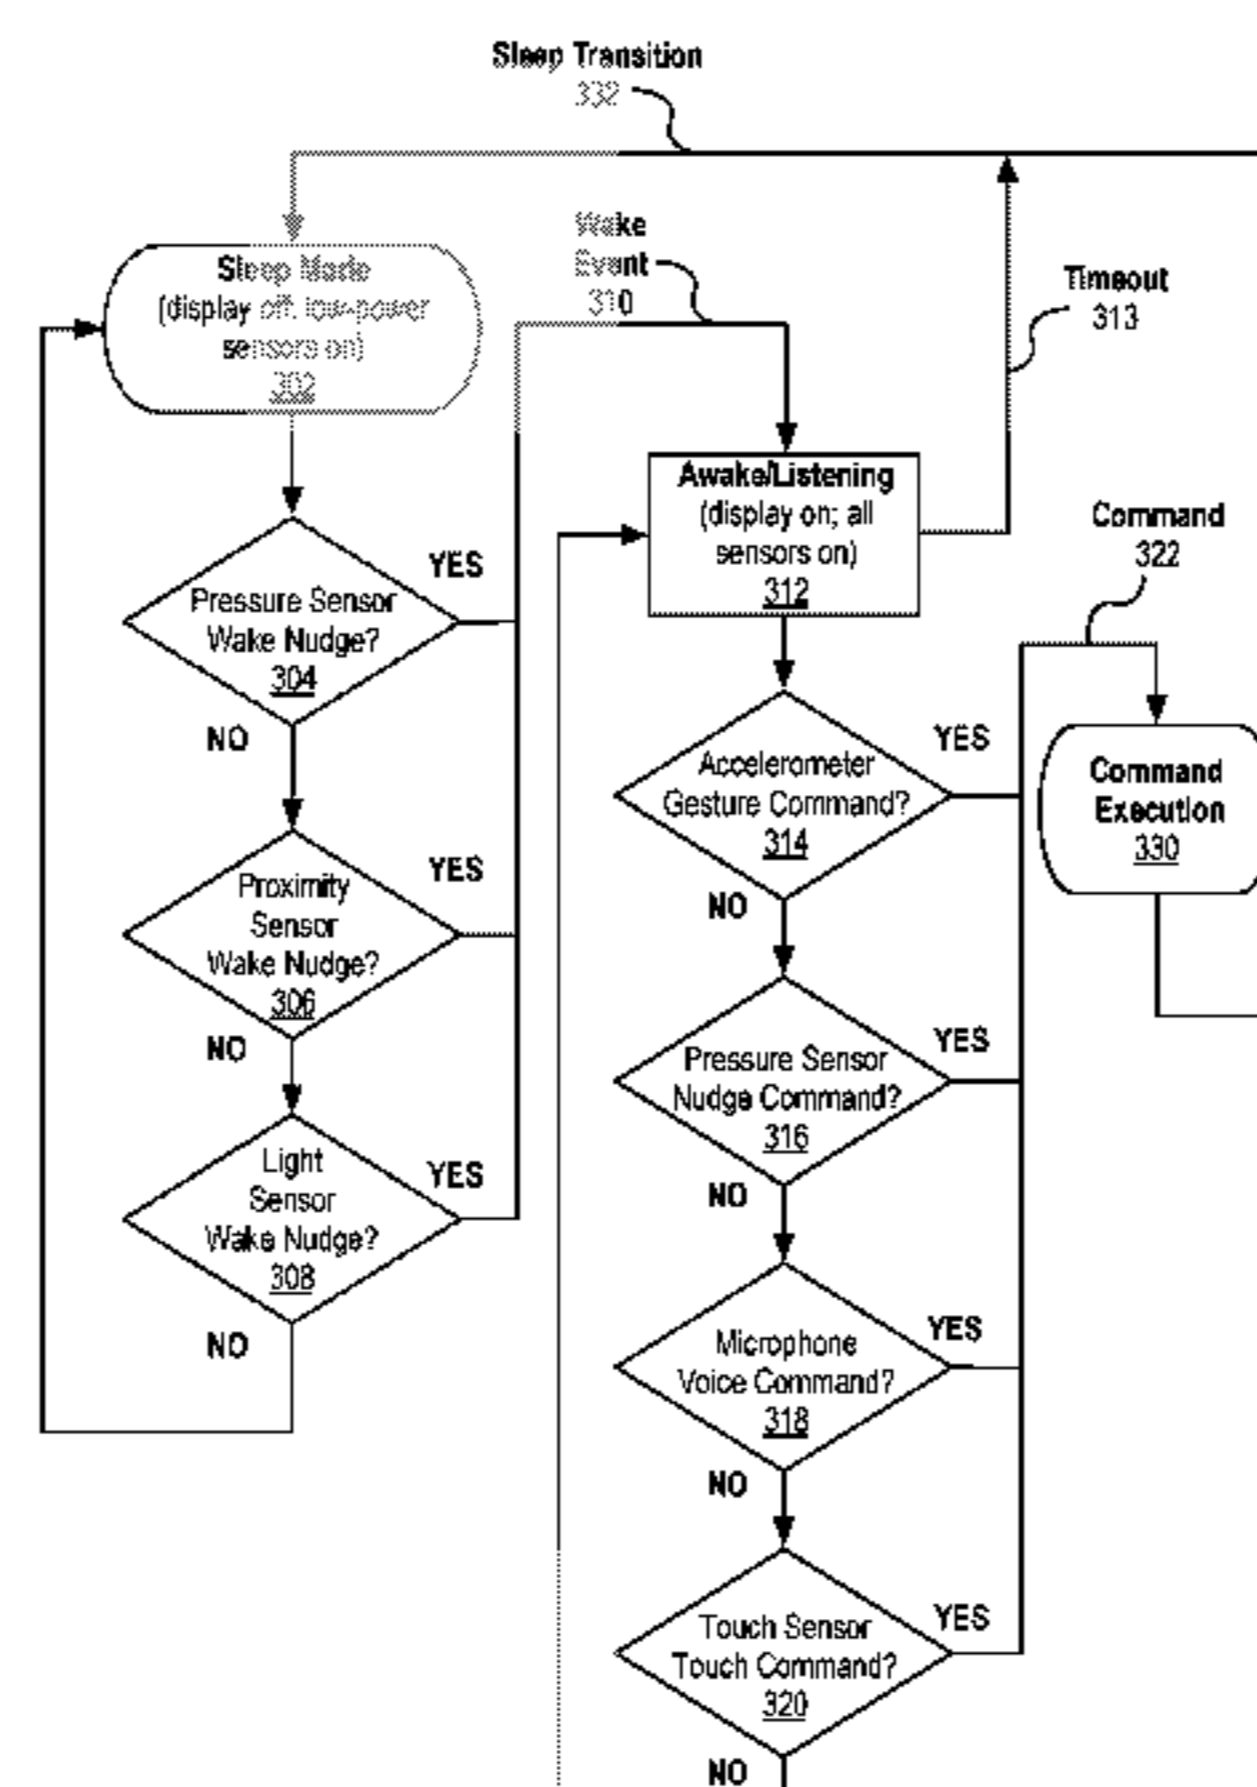 Sleep Transition
332
Sleep Mode
(display off; low-power
sensors on)
302
Wake
Event
310
Timeout
313
Awake/Listening
(display on; all
sensors on)
312
Command
322
Pressure Sensor
Wake Nudge?
304
YES
NO
Accelerometer
Gesture Command?
314
YES
NO
Command
Execution
330
Proximity
Sensor
Wake Nudge?
306
YES
NO
Pressure Sensor
Nudge Command?
316
YES
NO
Light
Sensor
Wake Nudge?
308
YES
NO
Microphone
Voice Command?
318
YES
NO
Touch Sensor
Touch Command?
320
YES
NO